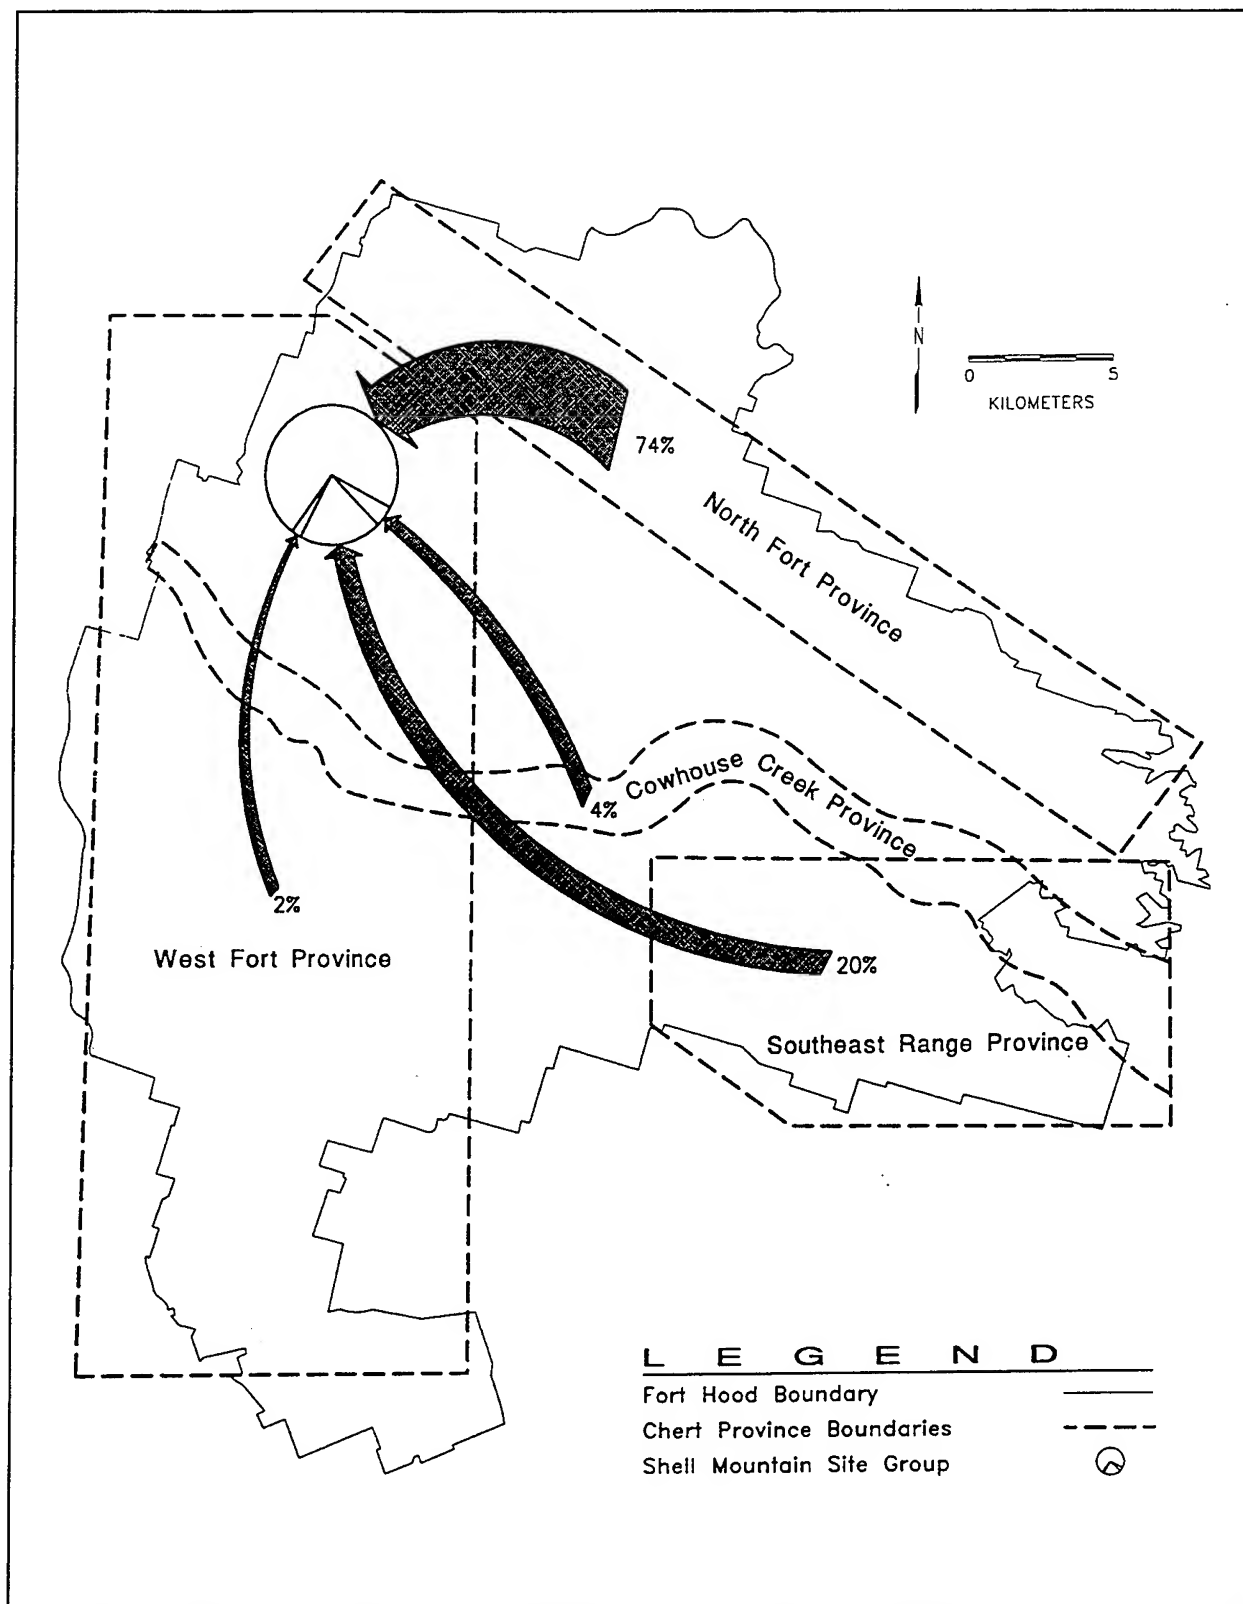 N
0 5
KILOMETERS
74%
North Fort Province
Cowhouse Creek Province
4%
2%
West Fort Province
20%
Southeast Range Province
LEGEND
Fort Hood Boundary
Chert Province Boundaries
Shell Mountain Site Group